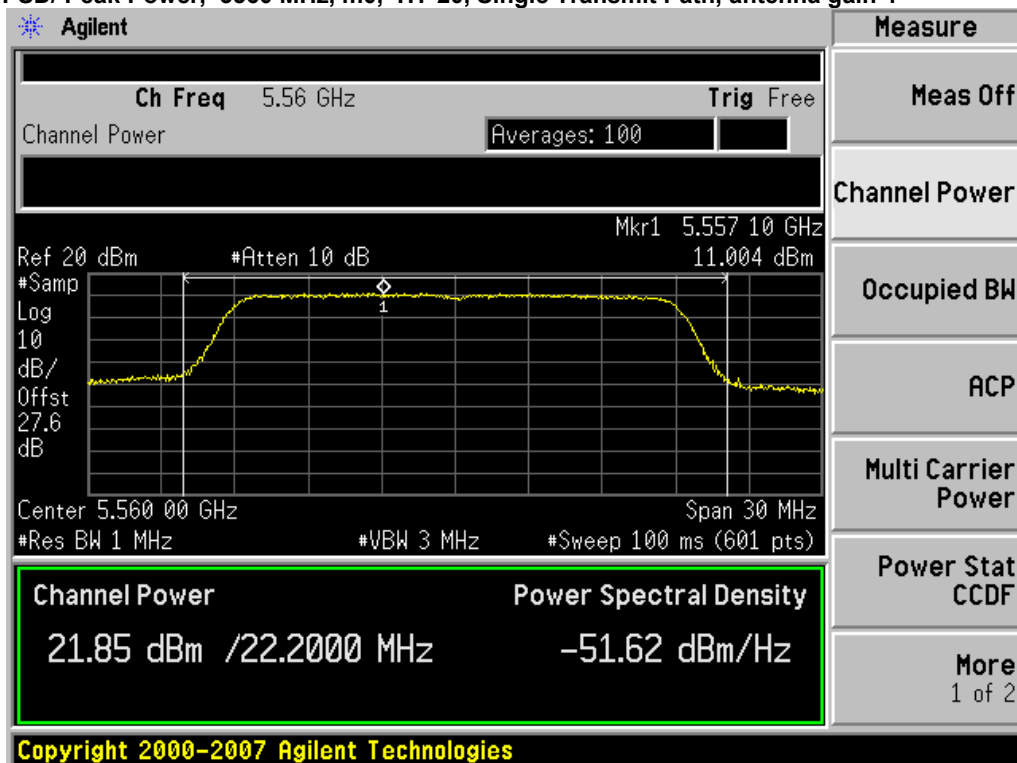 Agilent
Measure
Ch Freq 5.56 GHz
Trig Free
Channel Power
Averages: 100
Mkr1 5.557 10 GHz
Ref 20 dBm #Atten 10 dB 11.004 dBm
#Samp
Log
10
dB/
Offst
27.6
dB
1
Center 5.560 00 GHz Span 30 MHz
#Res BW 1 MHz #VBW 3 MHz #Sweep 100 ms (601 pts)
Channel Power
21.85 dBm /22.2000 MHz
Power Spectral Density
-51.62 dBm/Hz
Meas Off
Channel Power
Occupied BW
ACP
Multi Carrier
Power
Power Stat
CCDF
More
1 of 2
Copyright 2000-2007 Agilent Technologies